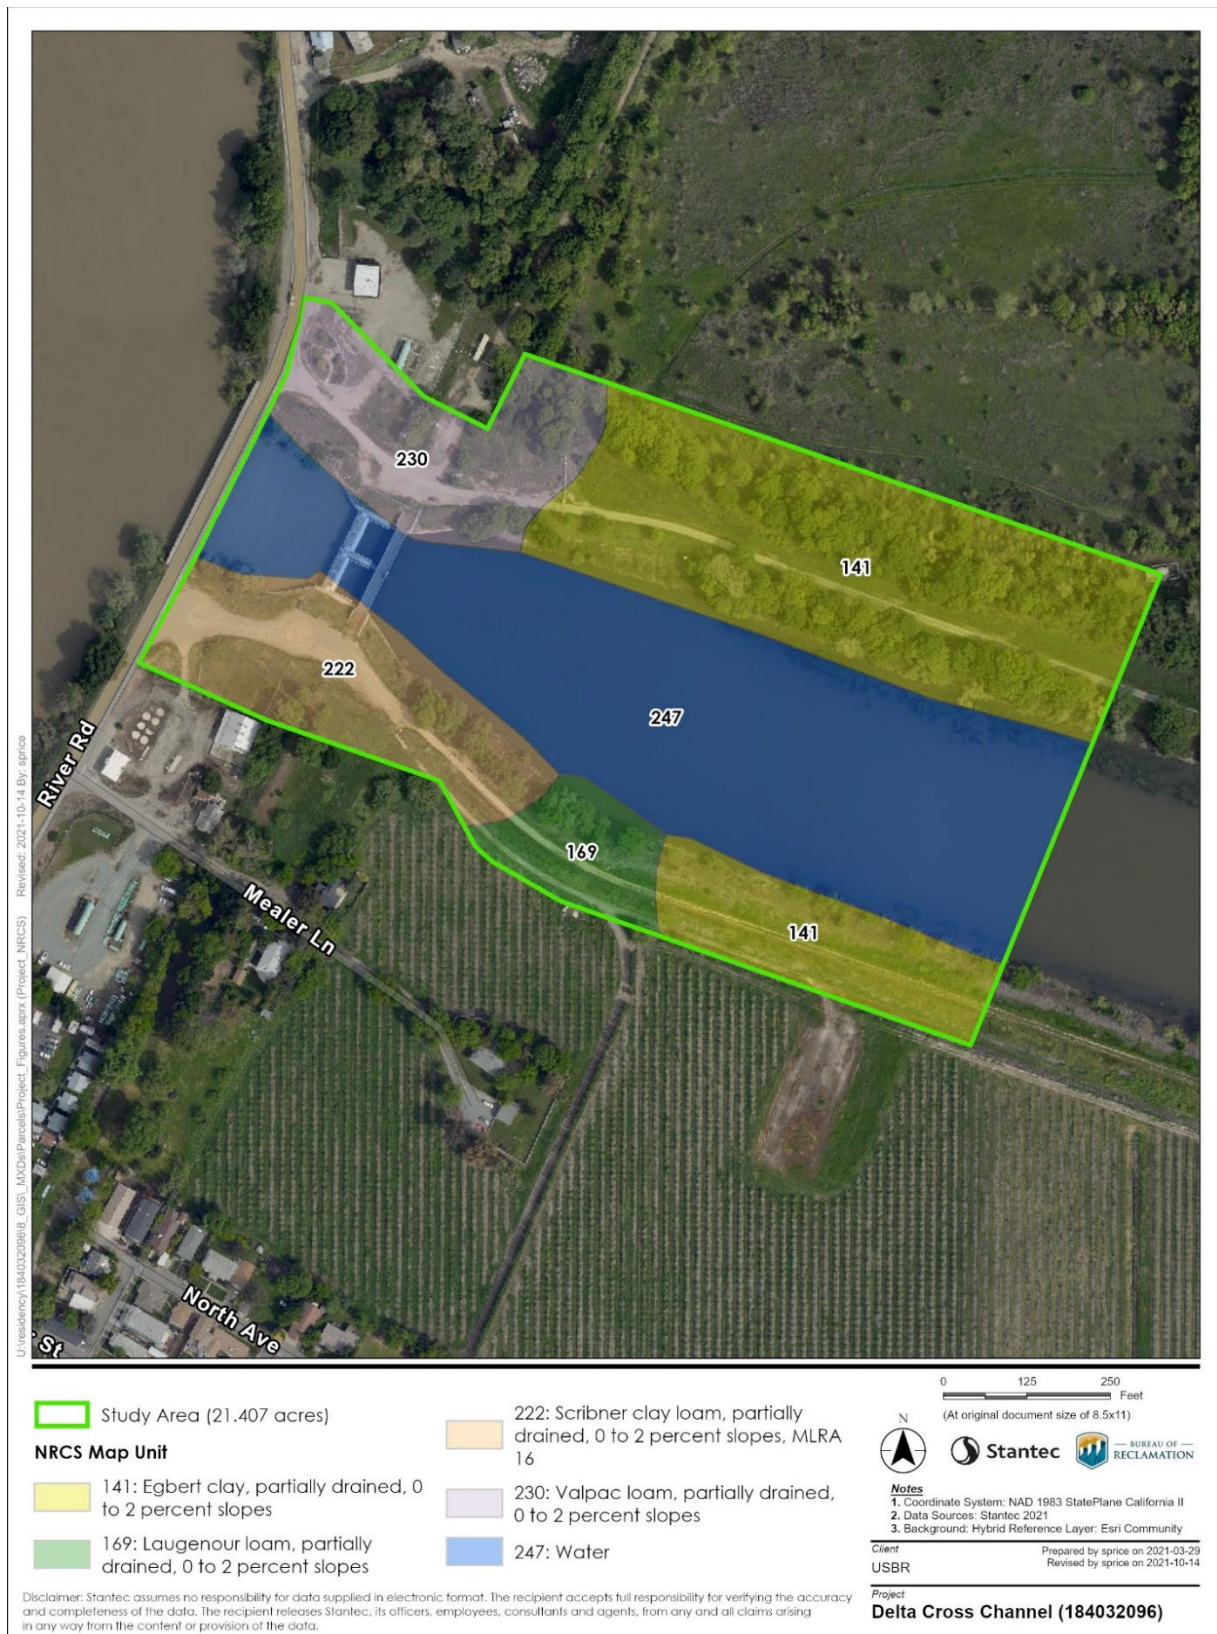 230
141
222
247
169
141
River Rd
Mealer Ln
North Ave
St
U:\residency\184032096\8_GIS\_MXDs\Parcels\Project_Figures.aprx (Project_NRCS) Revised: 2021-10-14 By: sprice
Study Area (21.407 acres)
NRCS Map Unit
141: Egbert clay, partially drained, 0
to 2 percent slopes
169: Laugenour loam, partially
drained, 0 to 2 percent slopes
222: Scribner clay loam, partially
drained, 0 to 2 percent slopes, MLRA
16
230: Valpac loam, partially drained,
0 to 2 percent slopes
247: Water
0 125 250
Feet
(At original document size of 8.5x11)
N
Stantec
BUREAU OF
RECLAMATION
Notes
1. Coordinate System: NAD 1983 StatePlane California II
2. Data Sources: Stantec 2021
3. Background: Hybrid Reference Layer: Esri Community
Client
USBR
Prepared by sprice on 2021-03-29
Revised by sprice on 2021-10-14
Project
Delta Cross Channel (184032096)
Disclaimer: Stantec assumes no responsibility for data supplied in electronic format. The recipient accepts full responsibility for verifying the accuracy
and completeness of the data. The recipient releases Stantec, its officers, employees, consultants and agents, from any and all claims arising
in any way from the content or provision of the data.